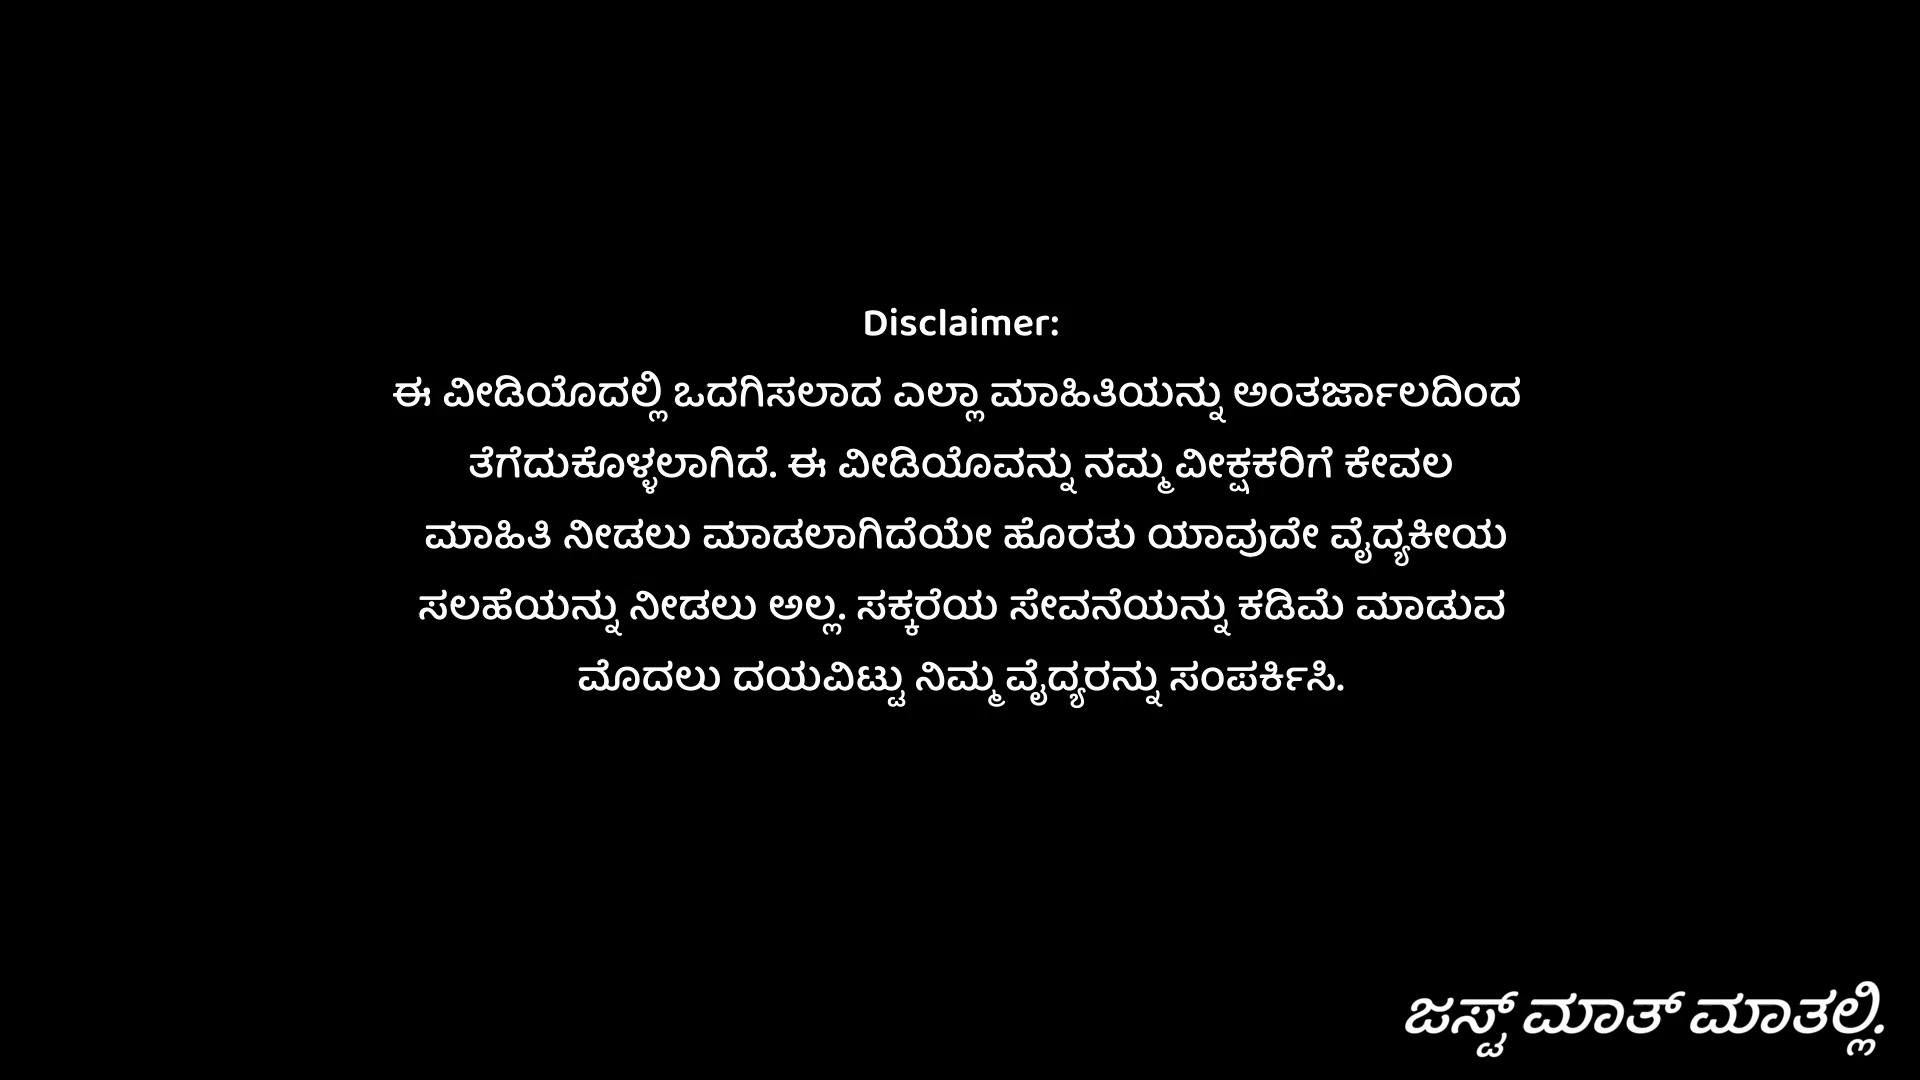 Disclaimer:
ಈ ವೀಡಿಯೊದಲ್ಲಿ ಒದಗಿಸಲಾದ ಎಲ್ಲಾ ಮಾಹಿತಿಯನ್ನು ಅಂತರ್ಜಾಲದಿಂದ
ತೆಗೆದುಕೊಳ್ಳಲಾಗಿದೆ. ಈ ವೀಡಿಯೊವನ್ನು ನಮ್ಮ ವೀಕ್ಷಕರಿಗೆ ಕೇವಲ
ಮಾಹಿತಿ ನೀಡಲು ಮಾಡಲಾಗಿದೆಯೇ ಹೊರತು ಯಾವುದೇ ವೈದ್ಯಕೀಯ
ಸಲಹೆಯನ್ನು ನೀಡಲು ಅಲ್ಲ. ಸಕ್ಕರೆಯ ಸೇವನೆಯನ್ನು ಕಡಿಮೆ ಮಾಡುವ
ಮೊದಲು ದಯವಿಟ್ಟು ನಿಮ್ಮ ವೈದ್ಯರನ್ನು ಸಂಪರ್ಕಿಸಿ.
ಜಸ್ಟ್ ಮಾತ್ ಮಾತಲ್ಲಿ.